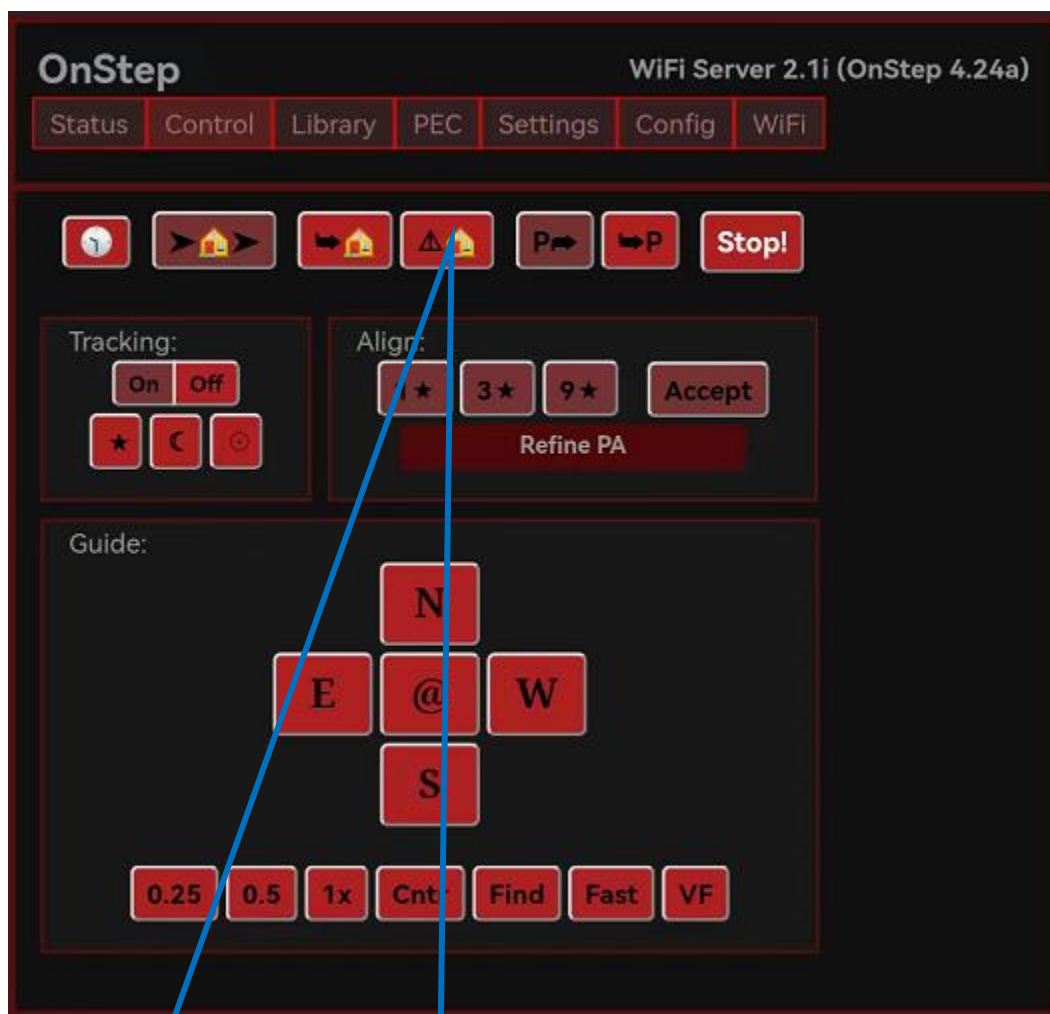 OnStep
WiFi Server 2.1i (OnStep 4.24a)
Status Control Library PEC Settings Config WiFi
P P Stop!
Tracking:
On Off
Align:
3★ 9★ Accept
Refine PA
Guide:
N
E @ W
S
0.25 0.5 1x Cntr Find Fast VF